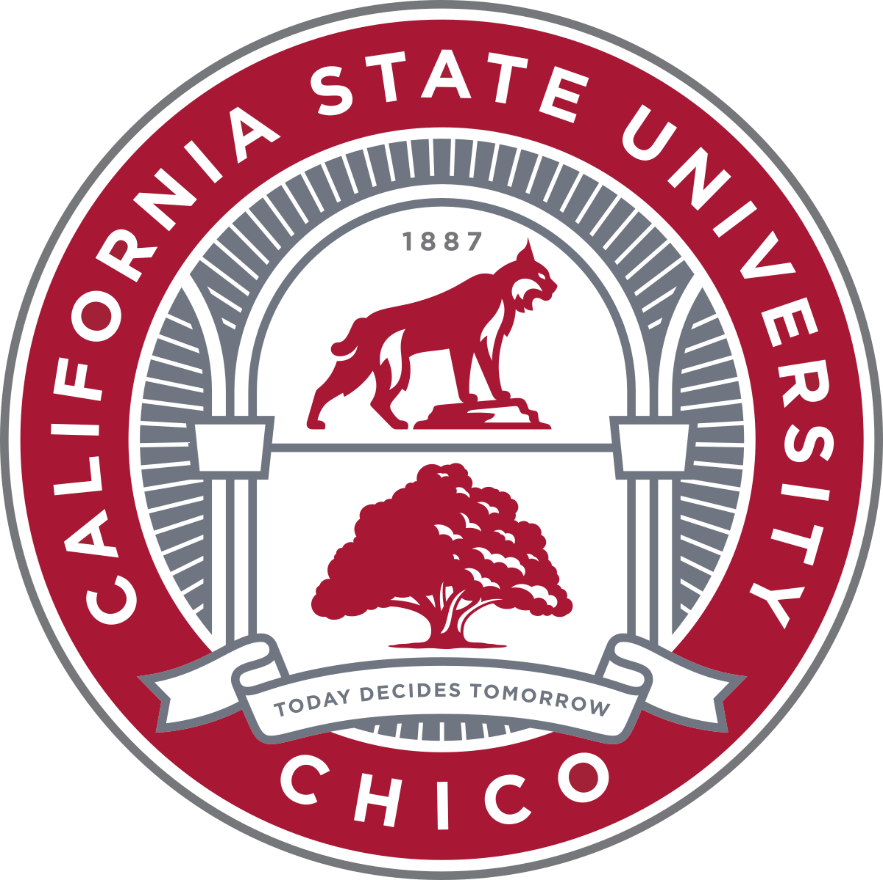 CALIFORNIA STATE UNIVERSITY
1887
TODAY DECIDES TOMORROW
CHICO